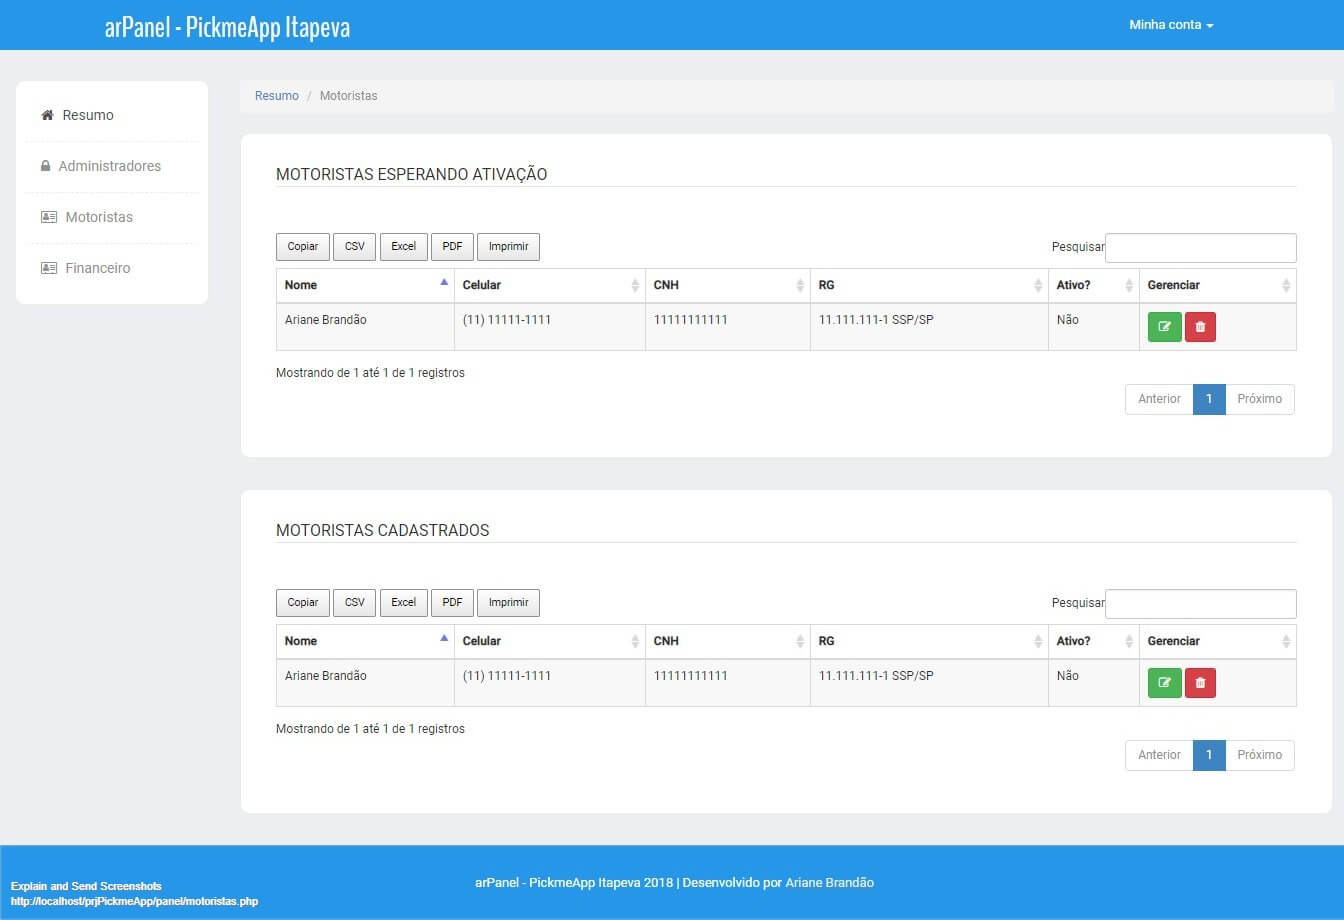 arPanel - PickmeApp Itapeva
Minha conta
Resumo
Administradores
Motoristas
Financeiro
Resumo / Motoristas
MOTORISTAS ESPERANDO ATIVAÇÃO
Copiar CSV Excel PDF Imprimir Pesquisar
Nome Celular CNH RG Ativo? Gerenciar
Ariane Brandão (11) 11111-1111 11111111111 11.111.111-1 SSP/SP Não
Mostrando de 1 até 1 de 1 registros
Anterior 1 Próximo
MOTORISTAS CADASTRADOS
Copiar CSV Excel PDF Imprimir Pesquisar
Nome Celular CNH RG Ativo? Gerenciar
Ariane Brandão (11) 11111-1111 11111111111 11.111.111-1 SSP/SP Não
Mostrando de 1 até 1 de 1 registros
Anterior 1 Próximo
arPanel - PickmeApp Itapeva 2018 | Desenvolvido por Ariane Brandão
Explain and Send Screenshots
http://localhost/prjPickmeApp/panel/motoristas.php